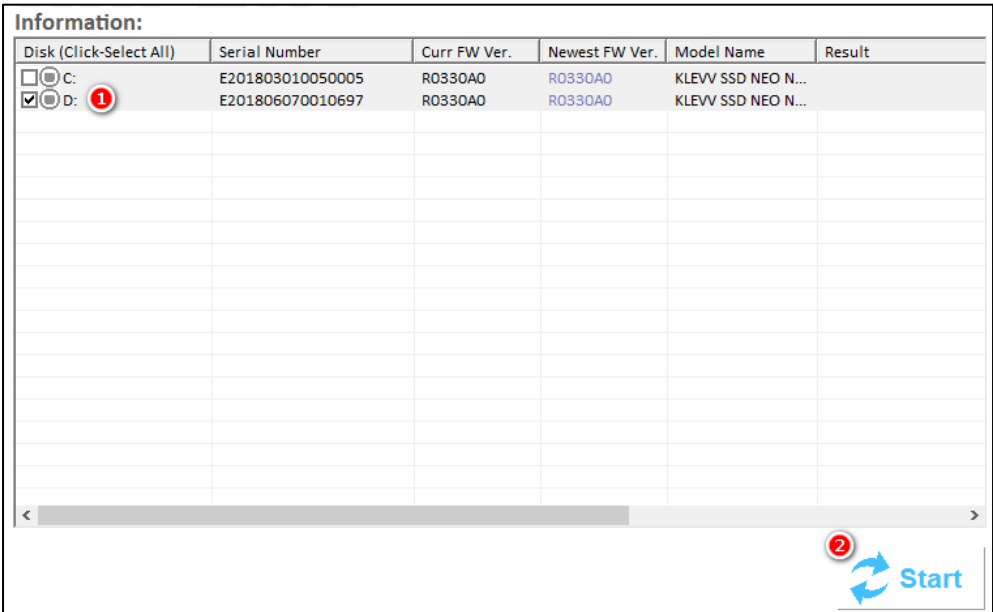 Information:
Disk (Click-Select All) Serial Number Curr FW Ver. Newest FW Ver. Model Name Result
C: E201803010050005 R0330A0 R0330A0 KLEVV SSD NEO N...
D: 1 E201806070010697 R0330A0 R0330A0 KLEVV SSD NEO N...
2
Start